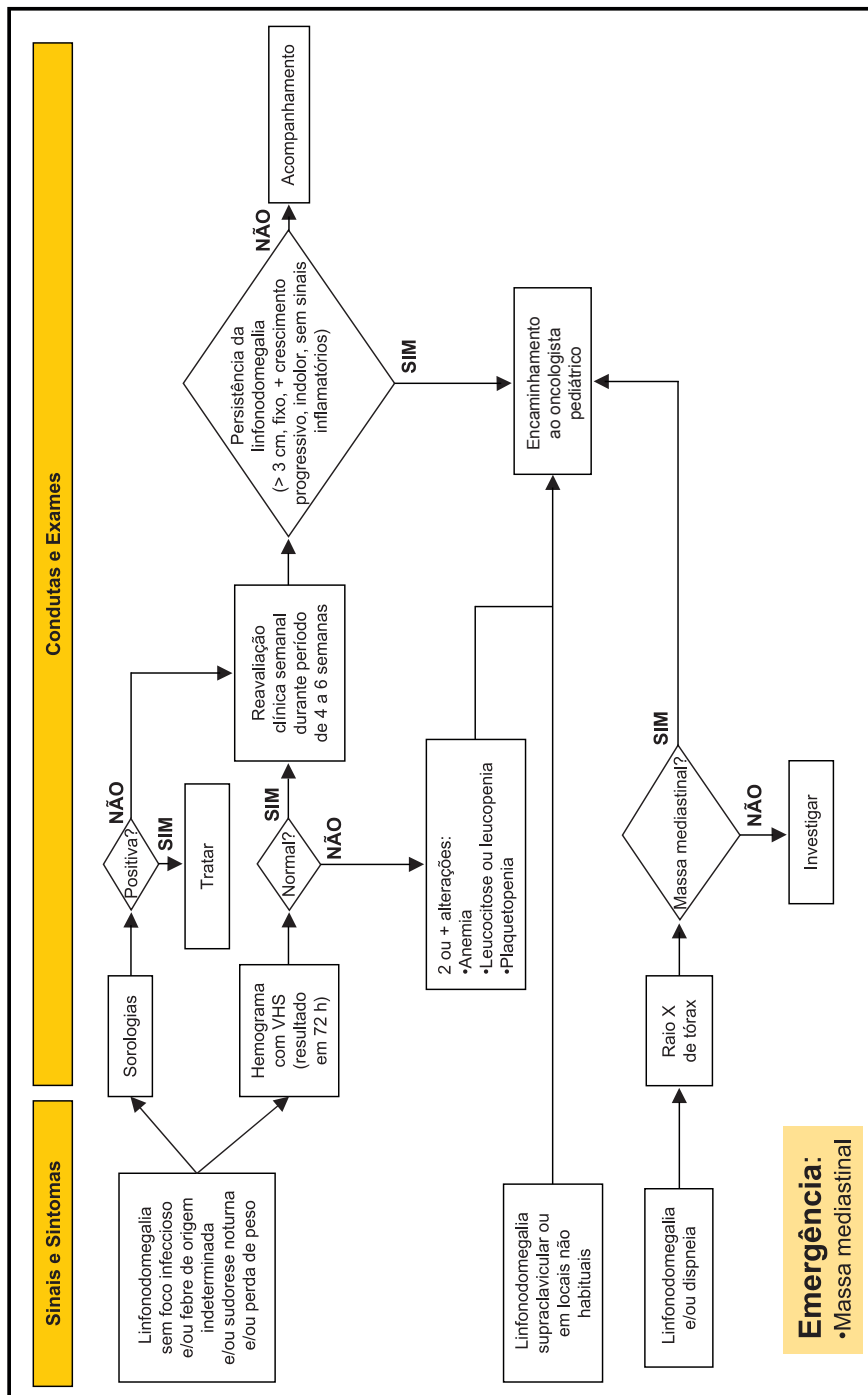 Sinais e Sintomas
Condutas e Exames
Linfonodomegalia
sem foco infeccioso
e/ou febre de origem
indeterminada
e/ou sudorese noturna
e/ou perda de peso
Sorologias
Positiva?
NÃO
SIM
Tratar
Hemograma
com VHS
(resultado
em 72 h)
Normal?
SIM
NÃO
Reavaliação
clínica semanal
durante período
de 4 a 6 semanas
Persistência da
linfonodomegalia
(> 3 cm, fixo, + crescimento
progressivo, indolor, sem sinais
inflamatórios)
NÃO
Acompanhamento
SIM
2 ou + alterações:
•Anemia
•Leucocitose ou leucopenia
•Plaquetopenia
Encaminhamento
ao oncologista
pediátrico
Linfonodomegalia
supraclavicular ou
em locais não
habituais
Linfonodomegalia
e/ou dispneia
Raio X
de tórax
Massa mediastinal?
SIM
NÃO
Investigar
Emergência:
•Massa mediastinal